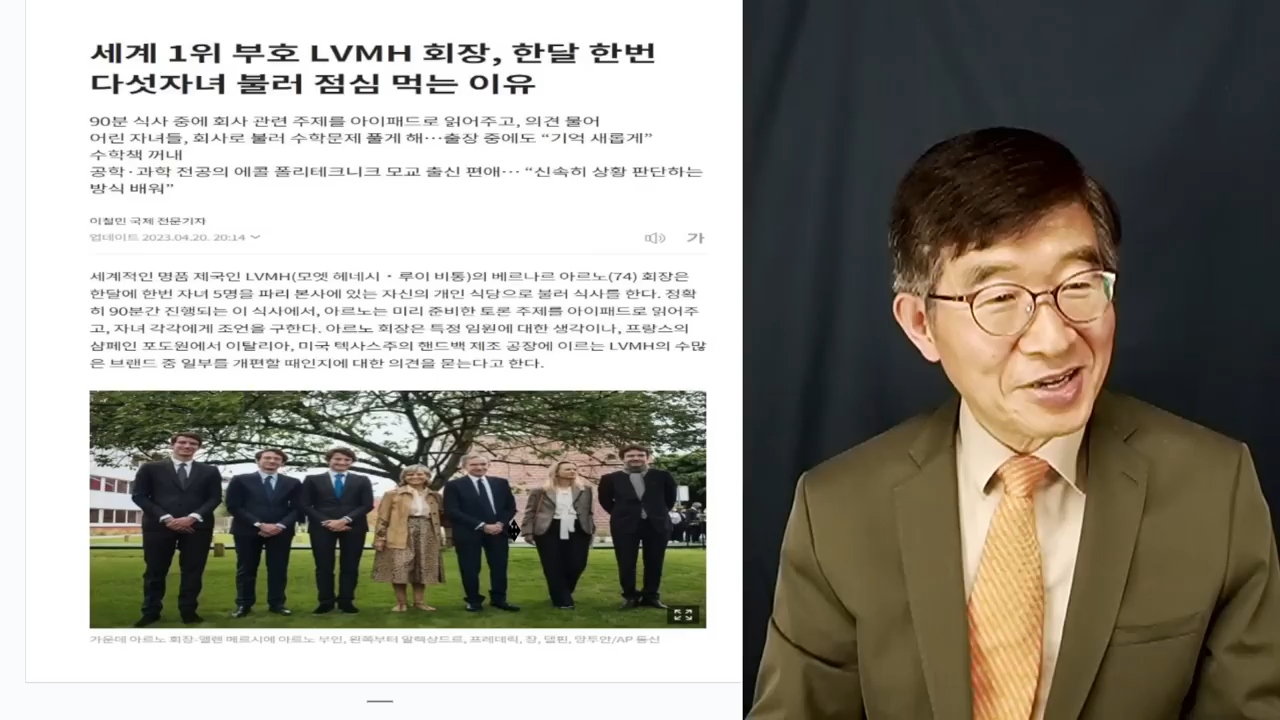 세계 1위 부호 LVMH 회장, 한달 한번
다섯자녀 불러 점심 먹는 이유
90분 식사 중에 회사 관련 주제를 아이패드로 읽어주고, 의견 물어
어린 자녀들, 회사로 불러 수학문제 풀게 해…출장 중에도 “기억 새롭게”
수학책 꺼내
공학·과학 전공의 에콜 폴리테크니크 모교 출신 편애… “신속히 상황 판단하는
방식 배워”
이철민 국제 전문기자
업데이트 2023.04.20. 20:14
가
세계적인 명품 제국인 LVMH(모엣 헤네시·루이 비통)의 베르나르 아르노(74) 회장은
한달에 한번 자녀 5명을 파리 본사에 있는 자신의 개인 식당으로 불러 식사를 한다. 정확
히 90분간 진행되는 이 식사에서, 아르노는 미리 준비한 토론 주제를 아이패드로 읽어주
고, 자녀 각각에게 조언을 구한다. 아르노 회장은 특정 임원에 대한 생각이나, 프랑스의
샴페인 포도원에서 이탈리아, 미국 텍사스주의 핸드백 제조 공장에 이르는 LVMH의 수많
은 브랜드 중 일부를 개편할 때인지에 대한 의견을 묻는다고 한다.
가운데 아르노 회장·엘렌 메르시에 아르노 부인, 왼쪽부터 알렉상드르, 프레데릭, 장, 델핀, 앙투안/AP 통신